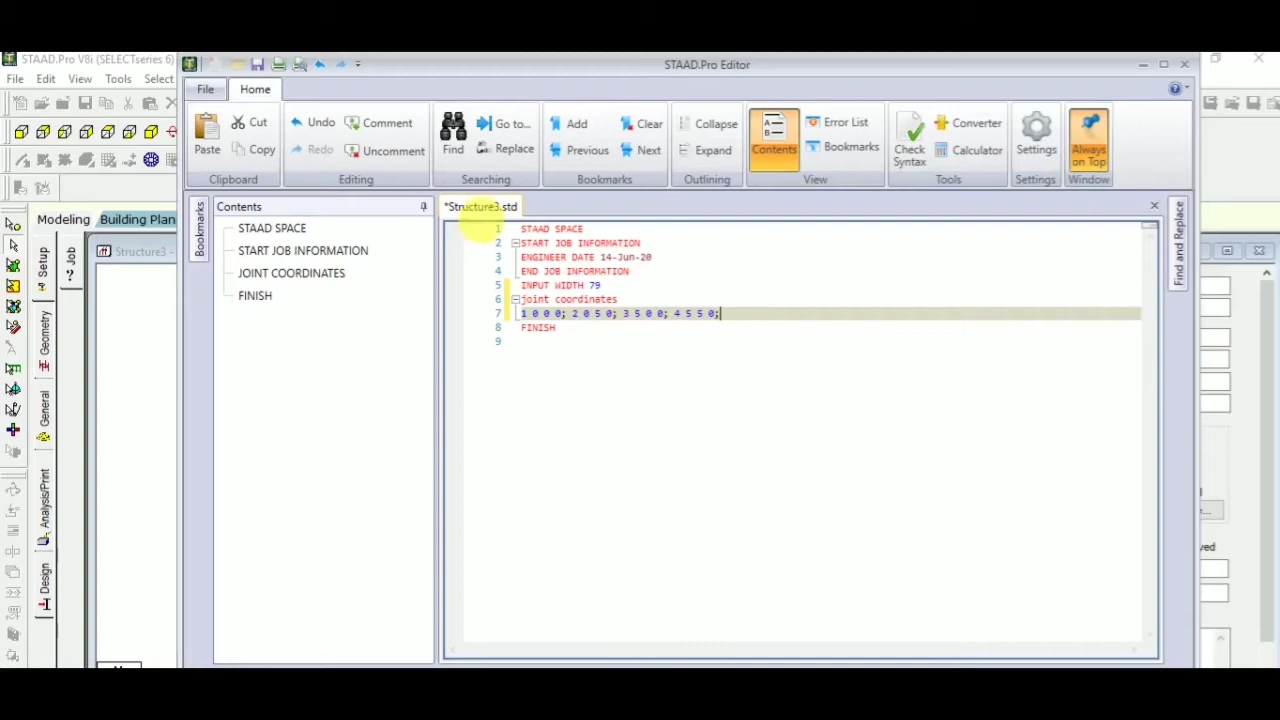 STAAD.Pro V8i (SELECTseries 6)
STAAD.Pro Editor
File Edit View Tools Select
File Home
Paste Cut Copy Clipboard
Undo Redo Comment Uncomment Editing
Find Go to... Replace Searching
Add Previous Clear Next Bookmarks
Collapse Expand Outlining
Contents Error List Bookmarks View
Check Syntax Converter Calculator Tools
Settings Settings
Always on Top Window
Modeling Building Plan
Structure3 -
Setup
Geometry
General
Analysis/Print
Design
Job
Bookmarks
Contents
STAAD SPACE
START JOB INFORMATION
JOINT COORDINATES
FINISH
*Structure3.std
1 STAAD SPACE
2 START JOB INFORMATION
3 ENGINEER DATE 14-Jun-20
4 END JOB INFORMATION
5 INPUT WIDTH 79
6 joint coordinates
7 1 0 0 0; 2 0 5 0; 3 5 0 0; 4 5 5 0;
8 FINISH
9
Find and Replace